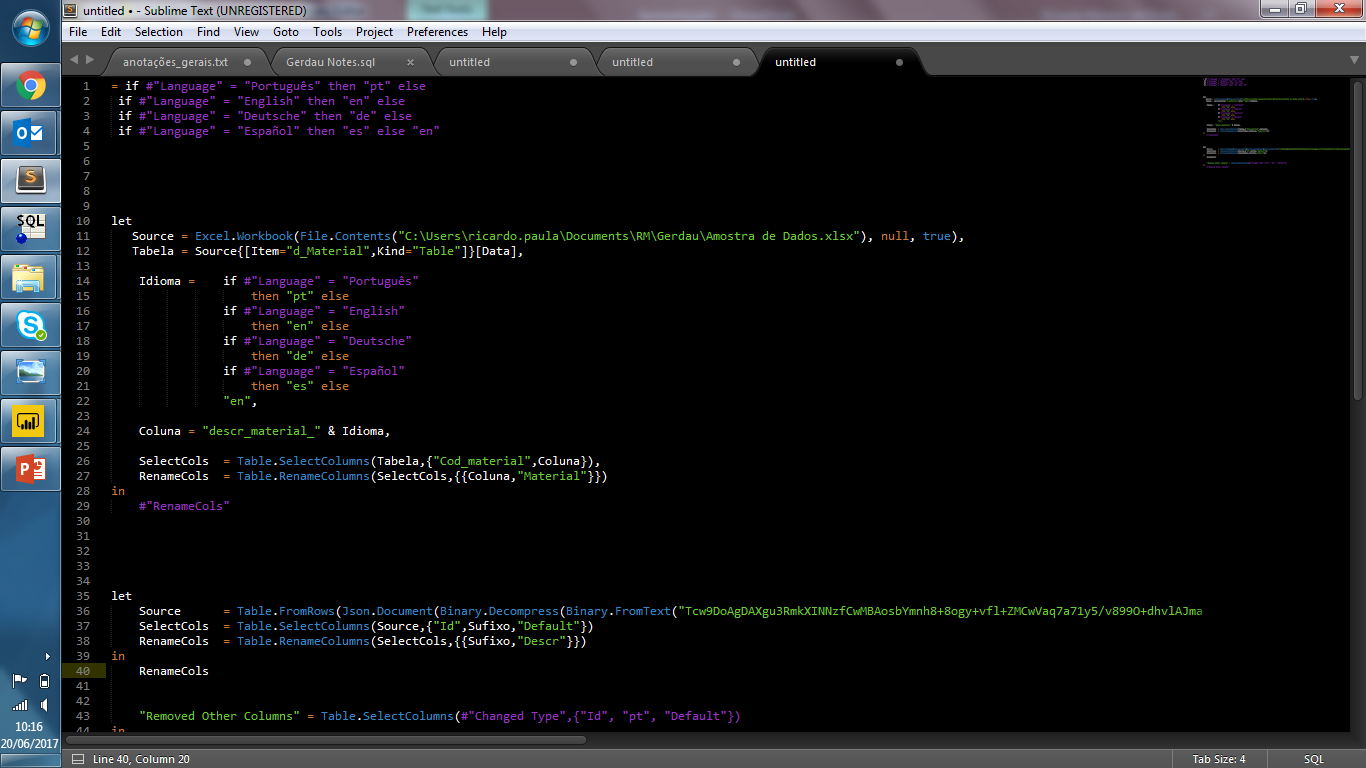 untitled • - Sublime Text (UNREGISTERED)
File Edit Selection Find View Goto Tools Project Preferences Help
anotações_gerais.txt Gerdau Notes.sql untitled untitled untitled
1 = if #"Language" = "Português" then "pt" else
2 if #"Language" = "English" then "en" else
3 if #"Language" = "Deutsche" then "de" else
4 if #"Language" = "Español" then "es" else "en"
5
6
7
8
9
10 let
11 Source = Excel.Workbook(File.Contents("C:\Users\ricardo.paula\Documents\RM\Gerdau\Amostra de Dados.xlsx"), null, true),
12 Tabela = Source{[Item="d_Material",Kind="Table"]}[Data],
13
14 Idioma = if #"Language" = "Português"
15 then "pt" else
16 if #"Language" = "English"
17 then "en" else
18 if #"Language" = "Deutsche"
19 then "de" else
20 if #"Language" = "Español"
21 then "es" else
22 "en",
23
24 Coluna = "descr_material_" & Idioma,
25
26 SelectCols = Table.SelectColumns(Tabela,{"Cod_material",Coluna}),
27 RenameCols = Table.RenameColumns(SelectCols,{{Coluna,"Material"}})
28 in
29 #"RenameCols"
30
31
32
33
34
35 let
36 Source = Table.FromRows(Json.Document(Binary.Decompress(Binary.FromText("Tcw9DoAgDAXgu3RmkXINNzfCwMBAosbYmnh8+8ogy+vfl+ZMCwVaq7a71y5/v899O+dhvlAJma
37 SelectCols = Table.SelectColumns(Source,{"Id",Sufixo,"Default"})
38 RenameCols = Table.RenameColumns(SelectCols,{{Sufixo,"Descr"}})
39 in
40 RenameCols
41
42
43 "Removed Other Columns" = Table.SelectColumns(#"Changed Type",{"Id", "pt", "Default"})
44 in
SQL
10:16
20/06/2017
Line 40, Column 20 Tab Size: 4 SQL